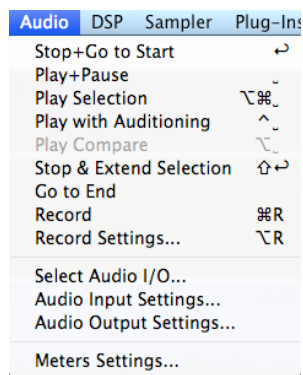 Audio DSP Sampler Plug-Ins
Stop+Go to Start ↩
Play+Pause ⎵
Play Selection ⌥⌘⎵
Play with Auditioning ^⎵
Play Compare ⌥⎵
Stop & Extend Selection ⇧↩
Go to End
Record ⌘R
Record Settings... ⌥R
Select Audio I/O...
Audio Input Settings...
Audio Output Settings...
Meters Settings...